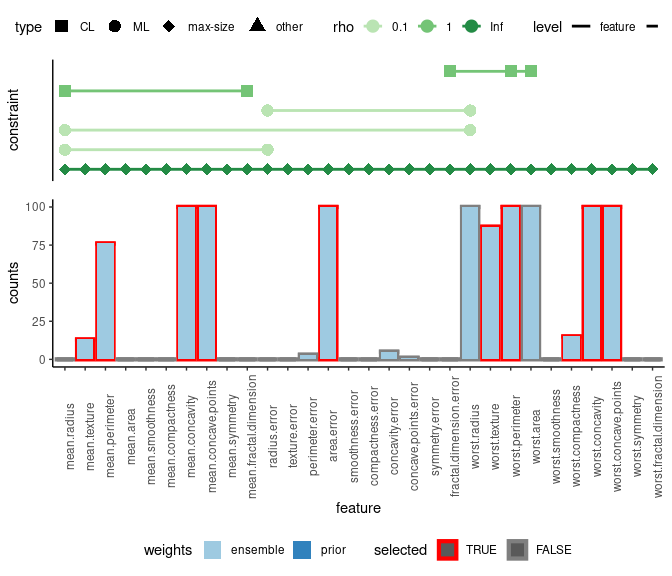 type CL ML max-size other rho 0.1 1 Inf level feature
constraint
counts
100
75
50
25
0
mean.radius
mean.texture
mean.perimeter
mean.area
mean.smoothness
mean.compactness
mean.concavity
mean.concave.points
mean.symmetry
mean.fractal.dimension
radius.error
texture.error
perimeter.error
area.error
smoothness.error
compactness.error
concavity.error
concave.points.error
symmetry.error
fractal.dimension.error
worst.radius
worst.texture
worst.perimeter
worst.area
worst.smoothness
worst.compactness
worst.concavity
worst.concave.points
worst.symmetry
worst.fractal.dimension
feature
weights ensemble prior selected TRUE FALSE